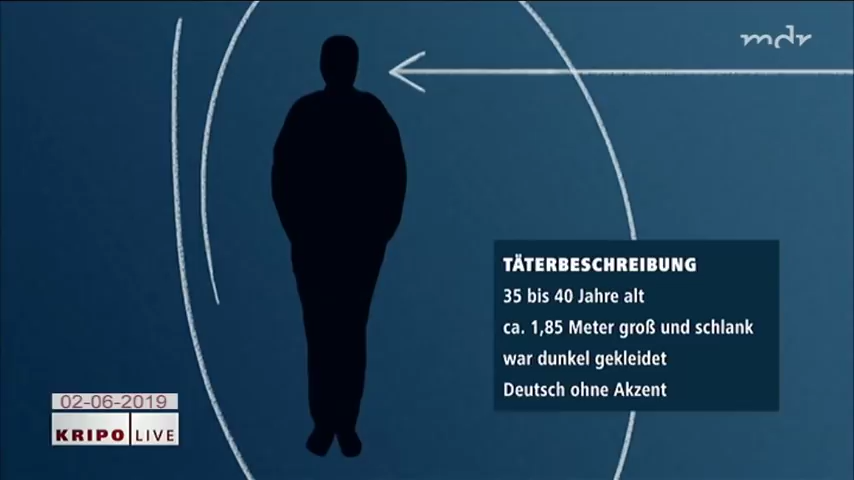 mdr
TÄTERBESCHREIBUNG
35 bis 40 Jahre alt
ca. 1,85 Meter groß und schlank
war dunkel gekleidet
Deutsch ohne Akzent
02-06-2019
KRIPO LIVE